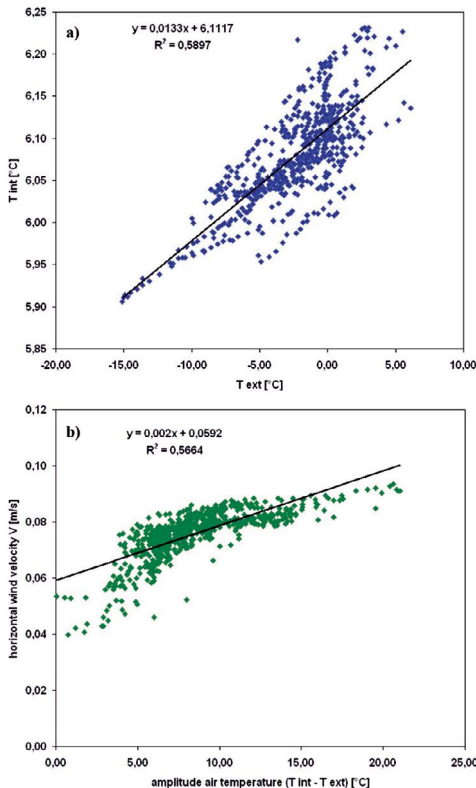 a)
y = 0,0133x + 6,1117
R² = 0,5897
6,25
6,20
6,15
6,10
6,05
6,00
5,95
5,90
5,85
T int [°C]
-20,00 -15,00 -10,00 -5,00 0,00 5,00 10,00
T ext [°C]
b)
y = 0,002x + 0,0592
R² = 0,5664
0,12
0,10
0,08
0,06
0,04
0,02
0,00
horizontal wind velocity V [m/s]
0,00 5,00 10,00 15,00 20,00 25,00
amplitude air temperature (T int - T ext) [°C]